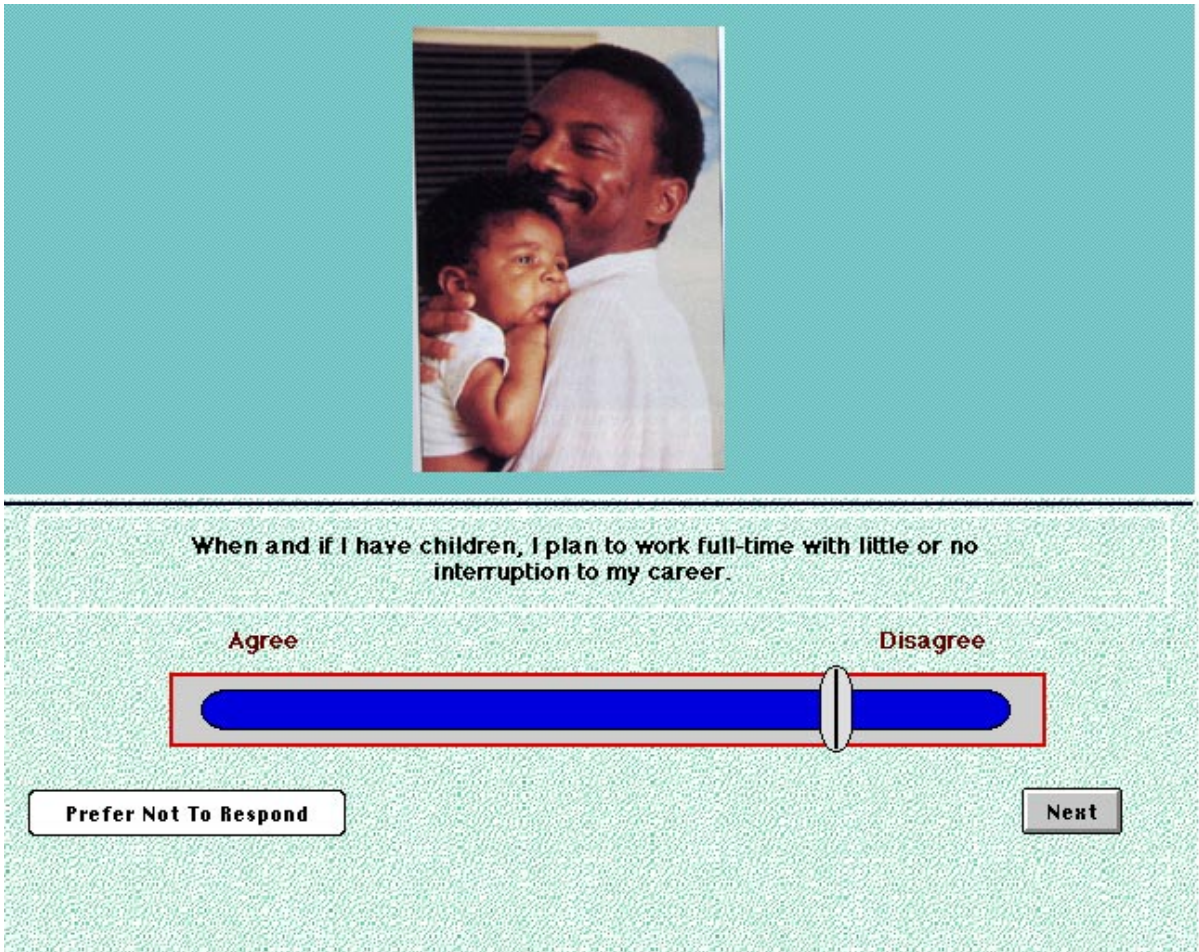 When and if I have children, I plan to work full-time with little or no
interruption to my career.
Agree
Disagree
Prefer Not To Respond
Next